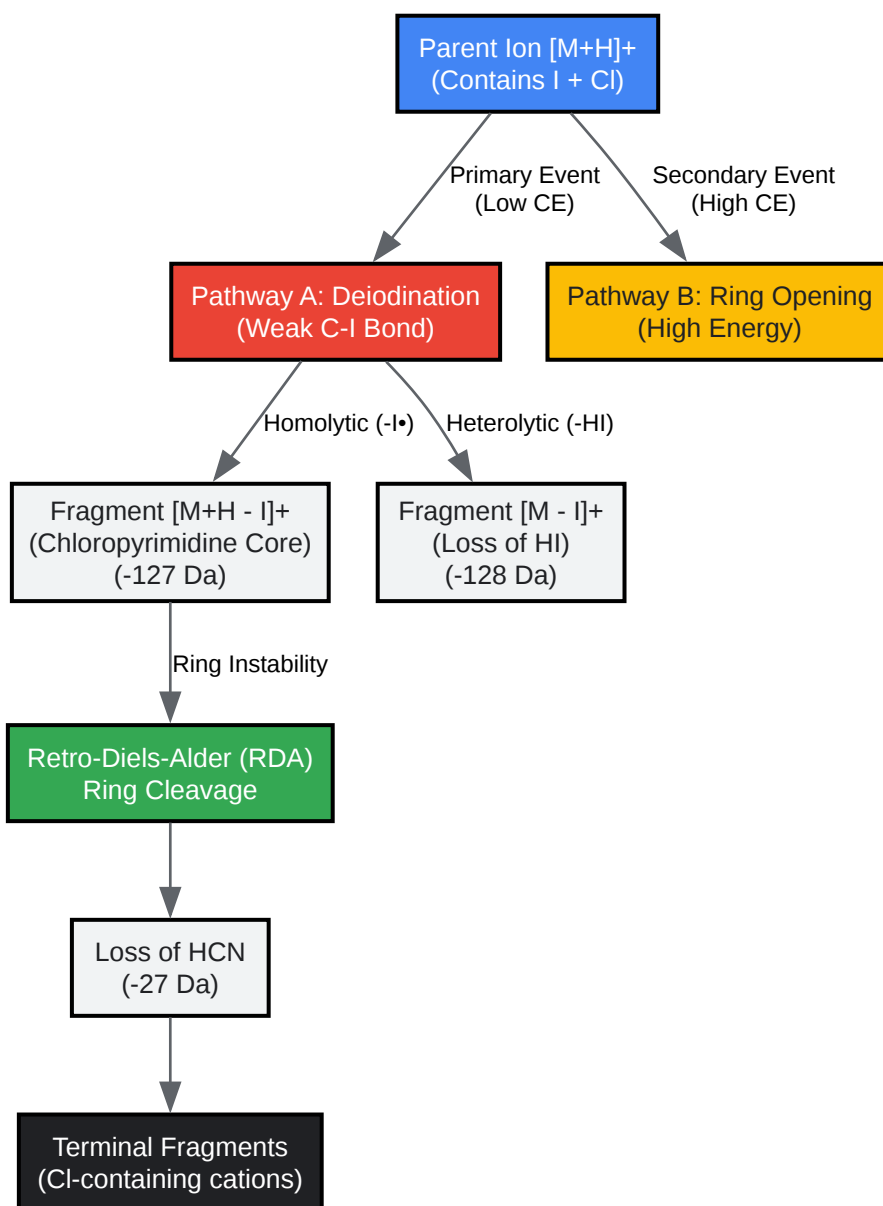 Parent Ion [M+H]+
(Contains I + Cl)
Primary Event
(Low CE)
Secondary Event
(High CE)
Pathway A: Deiodination
(Weak C-I Bond)
Pathway B: Ring Opening
(High Energy)
Homolytic (-I•)
Heterolytic (-HI)
Fragment [M+H - I]+
(Chloropyrimidine Core)
(-127 Da)
Fragment [M - I]+
(Loss of HI)
(-128 Da)
Ring Instability
Retro-Diels-Alder (RDA)
Ring Cleavage
Loss of HCN
(-27 Da)
Terminal Fragments
(Cl-containing cations)